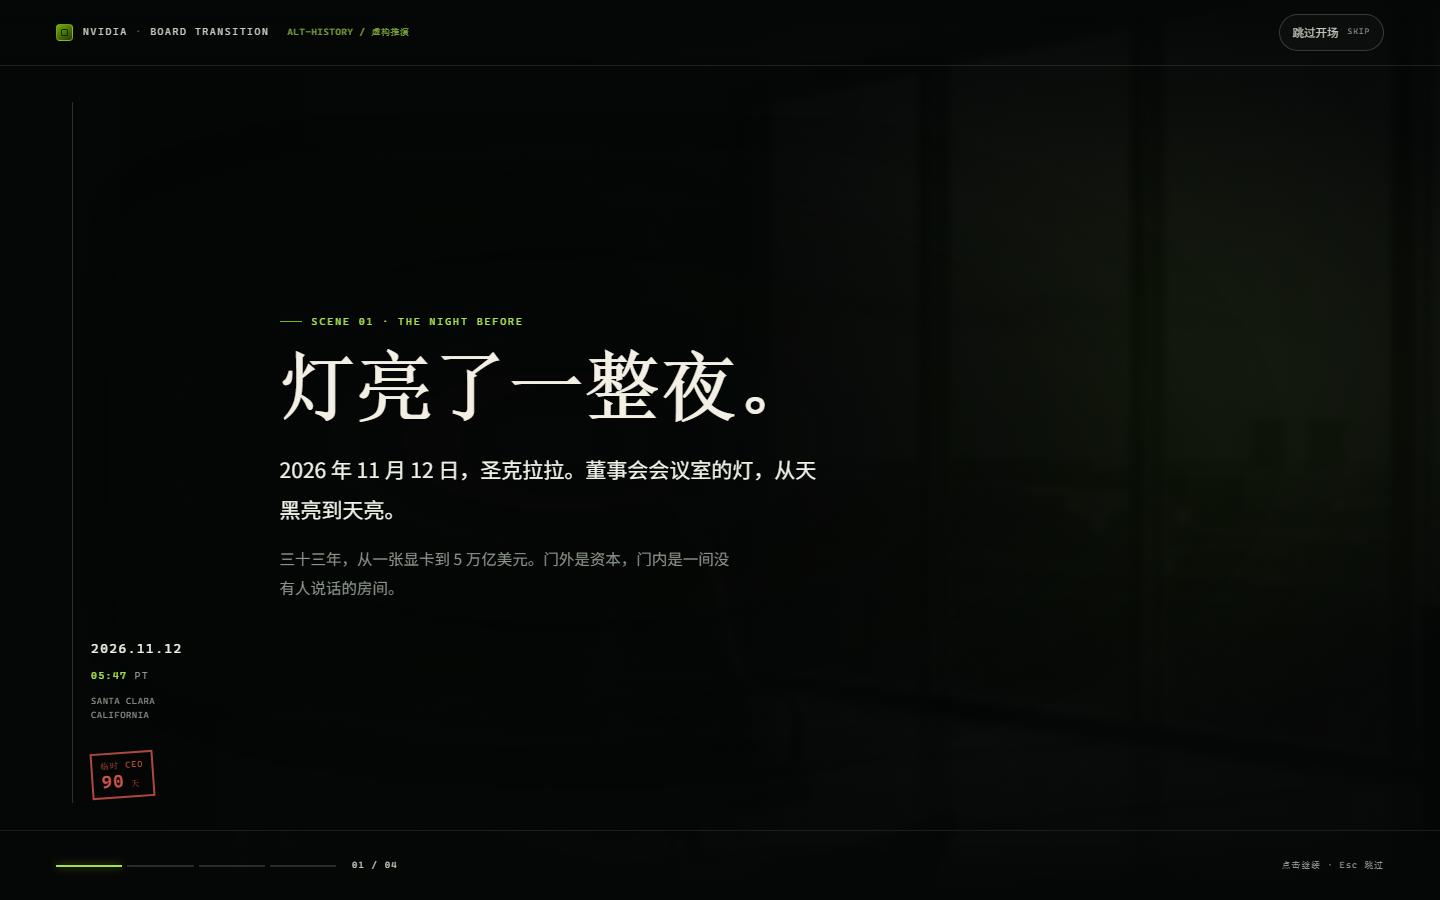 NVIDIA · BOARD TRANSITION ALT-HISTORY / 虚构推演
跳过开场 SKIP
SCENE 01 · THE NIGHT BEFORE
灯亮了一整夜。
2026 年 11 月 12 日，圣克拉拉。董事会会议室的灯，从天
黑亮到天亮。
三十三年，从一张显卡到 5 万亿美元。门外是资本，门内是一间没
有人说话的房间。
2026.11.12
05:47 PT
SANTA CLARA
CALIFORNIA
临时 CEO
90 天
01 / 04
点击继续 · Esc 跳过